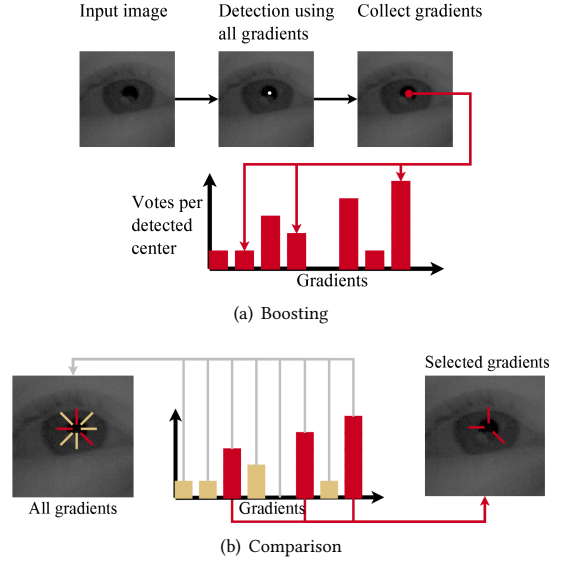 Input image
Detection using
all gradients
Collect gradients
Votes per
detected
center
Gradients
(a) Boosting
Selected gradients
All gradients
Gradients
(b) Comparison